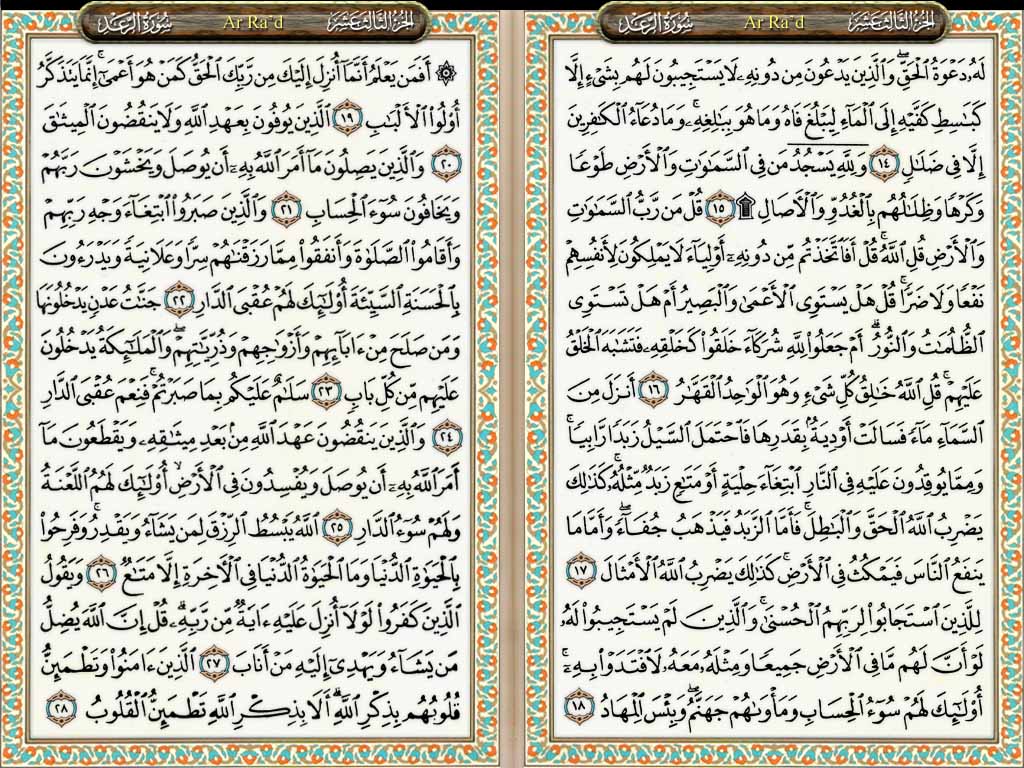 الجزء الثالث عشر
Ar Ra`d
سورة الرعد
لَهُۥ دَعْوَةُ ٱلْحَقِّ ۖ وَٱلَّذِينَ يَدْعُونَ مِن دُونِهِۦ لَا يَسْتَجِيبُونَ لَهُم بِشَىْءٍ إِلَّا
كَبَٰسِطِ كَفَّيْهِ إِلَى ٱلْمَآءِ لِيَبْلُغَ فَاهُ وَمَا هُوَ بِبَٰلِغِهِۦ ۚ وَمَا دُعَآءُ ٱلْكَٰفِرِينَ
إِلَّا فِى ضَلَٰلٍ ١٤ وَلِلَّهِ يَسْجُدُ مَن فِى ٱلسَّمَٰوَٰتِ وَٱلْأَرْضِ طَوْعًا
وَكَرْهًا وَظِلَٰلُهُم بِٱلْغُدُوِّ وَٱلْءَاصَالِ ۩ ١٥ قُلْ مَن رَّبُّ ٱلسَّمَٰوَٰتِ
وَٱلْأَرْضِ قُلِ ٱللَّهُ ۚ قُلْ أَفَٱتَّخَذْتُم مِّن دُونِهِۦٓ أَوْلِيَآءَ لَا يَمْلِكُونَ لِأَنفُسِهِمْ
نَفْعًا وَلَا ضَرًّا ۚ قُلْ هَلْ يَسْتَوِى ٱلْأَعْمَىٰ وَٱلْبَصِيرُ أَمْ هَلْ تَسْتَوِى
ٱلظُّلُمَٰتُ وَٱلنُّورُ ۗ أَمْ جَعَلُوا۟ لِلَّهِ شُرَكَآءَ خَلَقُوا۟ كَخَلْقِهِۦ فَتَشَٰبَهَ ٱلْخَلْقُ
عَلَيْهِمْ ۚ قُلِ ٱللَّهُ خَٰلِقُ كُلِّ شَىْءٍ وَهُوَ ٱلْوَٰحِدُ ٱلْقَهَّٰرُ ١٦ أَنزَلَ مِنَ
ٱلسَّمَآءِ مَآءً فَسَالَتْ أَوْدِيَةٌۢ بِقَدَرِهَا فَٱحْتَمَلَ ٱلسَّيْلُ زَبَدًا رَّابِيًا ۚ
وَمِمَّا يُوقِدُونَ عَلَيْهِ فِى ٱلنَّارِ ٱبْتِغَآءَ حِلْيَةٍ أَوْ مَتَٰعٍ زَبَدٌ مِّثْلُهُۥ ۚ كَذَٰلِكَ
يَضْرِبُ ٱللَّهُ ٱلْحَقَّ وَٱلْبَٰطِلَ ۚ فَأَمَّا ٱلزَّبَدُ فَيَذْهَبُ جُفَآءً ۖ وَأَمَّا مَا
يَنفَعُ ٱلنَّاسَ فَيَمْكُثُ فِى ٱلْأَرْضِ ۚ كَذَٰلِكَ يَضْرِبُ ٱللَّهُ ٱلْأَمْثَالَ ١٧
لِلَّذِينَ ٱسْتَجَابُوا۟ لِرَبِّهِمُ ٱلْحُسْنَىٰ ۚ وَٱلَّذِينَ لَمْ يَسْتَجِيبُوا۟ لَهُۥ
لَوْ أَنَّ لَهُم مَّا فِى ٱلْأَرْضِ جَمِيعًا وَمِثْلَهُۥ مَعَهُۥ لَٱفْتَدَوْا۟ بِهِۦٓ ۚ
أُو۟لَٰٓئِكَ لَهُمْ سُوٓءُ ٱلْحِسَابِ وَمَأْوَىٰهُمْ جَهَنَّمُ ۖ وَبِئْسَ ٱلْمِهَادُ ١٨
الجزء الثالث عشر
Ar Ra`d
سورة الرعد
۞ أَفَمَن يَعْلَمُ أَنَّمَآ أُنزِلَ إِلَيْكَ مِن رَّبِّكَ ٱلْحَقُّ كَمَنْ هُوَ أَعْمَىٰٓ ۚ إِنَّمَا يَتَذَكَّرُ
أُو۟لُوا۟ ٱلْأَلْبَٰبِ ١٩ ٱلَّذِينَ يُوفُونَ بِعَهْدِ ٱللَّهِ وَلَا يَنقُضُونَ ٱلْمِيثَٰقَ
٢٠ وَٱلَّذِينَ يَصِلُونَ مَآ أَمَرَ ٱللَّهُ بِهِۦٓ أَن يُوصَلَ وَيَخْشَوْنَ رَبَّهُمْ
وَيَخَافُونَ سُوٓءَ ٱلْحِسَابِ ٢١ وَٱلَّذِينَ صَبَرُوا۟ ٱبْتِغَآءَ وَجْهِ رَبِّهِمْ
وَأَقَامُوا۟ ٱلصَّلَوٰةَ وَأَنفَقُوا۟ مِمَّا رَزَقْنَٰهُمْ سِرًّا وَعَلَانِيَةً وَيَدْرَءُونَ
بِٱلْحَسَنَةِ ٱلسَّيِّئَةَ أُو۟لَٰٓئِكَ لَهُمْ عُقْبَى ٱلدَّارِ ٢٢ جَنَّٰتُ عَدْنٍ يَدْخُلُونَهَا
وَمَن صَلَحَ مِنْ ءَابَآئِهِمْ وَأَزْوَٰجِهِمْ وَذُرِّيَّٰتِهِمْ ۖ وَٱلْمَلَٰٓئِكَةُ يَدْخُلُونَ
عَلَيْهِم مِّن كُلِّ بَابٍ ٢٣ سَلَٰمٌ عَلَيْكُم بِمَا صَبَرْتُمْ ۚ فَنِعْمَ عُقْبَى ٱلدَّارِ
٢٤ وَٱلَّذِينَ يَنقُضُونَ عَهْدَ ٱللَّهِ مِنۢ بَعْدِ مِيثَٰقِهِۦ وَيَقْطَعُونَ مَآ
أَمَرَ ٱللَّهُ بِهِۦٓ أَن يُوصَلَ وَيُفْسِدُونَ فِى ٱلْأَرْضِ ۙ أُو۟لَٰٓئِكَ لَهُمُ ٱللَّعْنَةُ
وَلَهُمْ سُوٓءُ ٱلدَّارِ ٢٥ ٱللَّهُ يَبْسُطُ ٱلرِّزْقَ لِمَن يَشَآءُ وَيَقْدِرُ ۚ وَفَرِحُوا۟
بِٱلْحَيَوٰةِ ٱلدُّنْيَا وَمَا ٱلْحَيَوٰةُ ٱلدُّنْيَا فِى ٱلْءَاخِرَةِ إِلَّا مَتَٰعٌ ٢٦ وَيَقُولُ
ٱلَّذِينَ كَفَرُوا۟ لَوْلَآ أُنزِلَ عَلَيْهِ ءَايَةٌ مِّن رَّبِّهِۦ ۗ قُلْ إِنَّ ٱللَّهَ يُضِلُّ
مَن يَشَآءُ وَيَهْدِىٓ إِلَيْهِ مَنْ أَنَابَ ٢٧ ٱلَّذِينَ ءَامَنُوا۟ وَتَطْمَئِنُّ
قُلُوبُهُم بِذِكْرِ ٱللَّهِ ۗ أَلَا بِذِكْرِ ٱللَّهِ تَطْمَئِنُّ ٱلْقُلُوبُ ٢٨